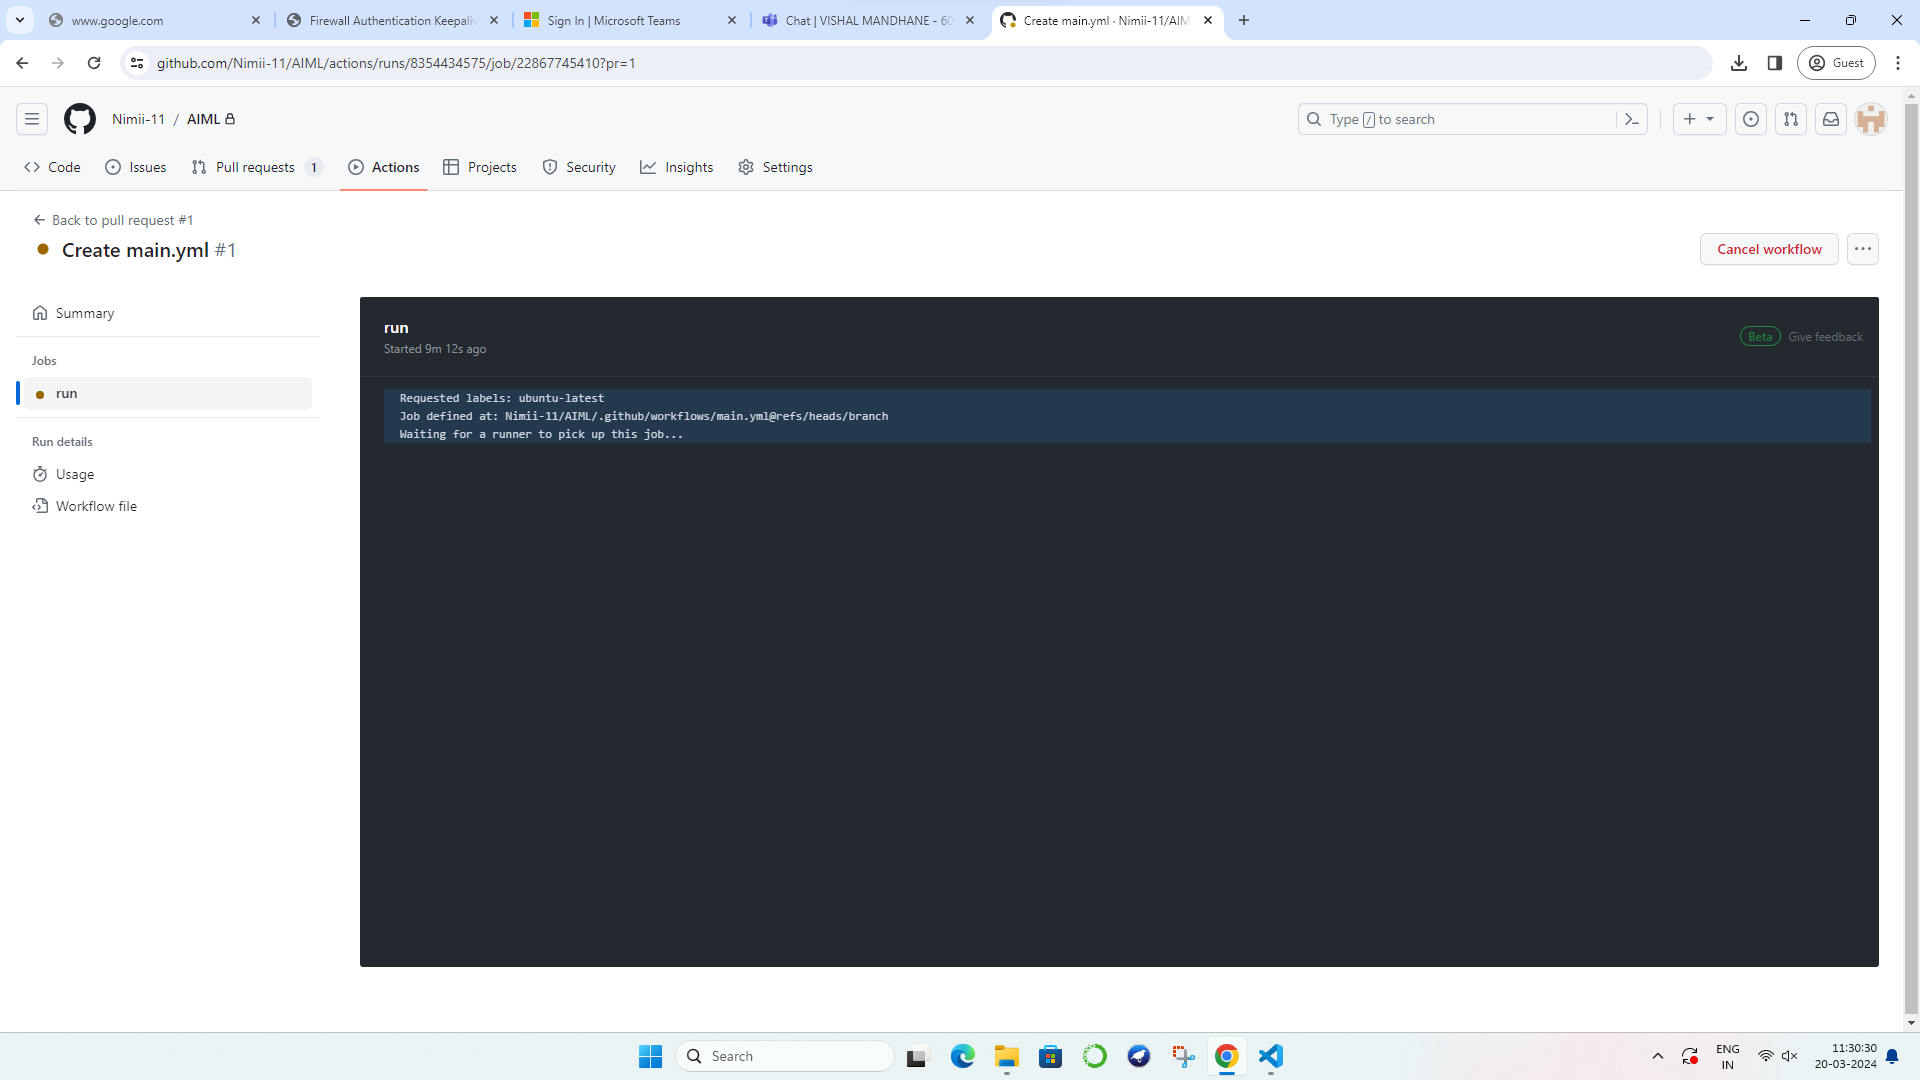 www.google.com
Firewall Authentication Keepaliv
Sign In | Microsoft Teams
Chat | VISHAL MANDHANE - 60
Create main.yml · Nimii-11/AIM
github.com/Nimii-11/AIML/actions/runs/8354434575/job/22867745410?pr=1
Guest
Nimii-11 / AIML
Type / to search
Code
Issues
Pull requests 1
Actions
Projects
Security
Insights
Settings
Back to pull request #1
Create main.yml #1
Cancel workflow
Summary
Jobs
run
Run details
Usage
Workflow file
run
Started 9m 12s ago
Beta Give feedback
Requested labels: ubuntu-latest
Job defined at: Nimii-11/AIML/.github/workflows/main.yml@refs/heads/branch
Waiting for a runner to pick up this job...
Search
ENG
IN
11:30:30
20-03-2024